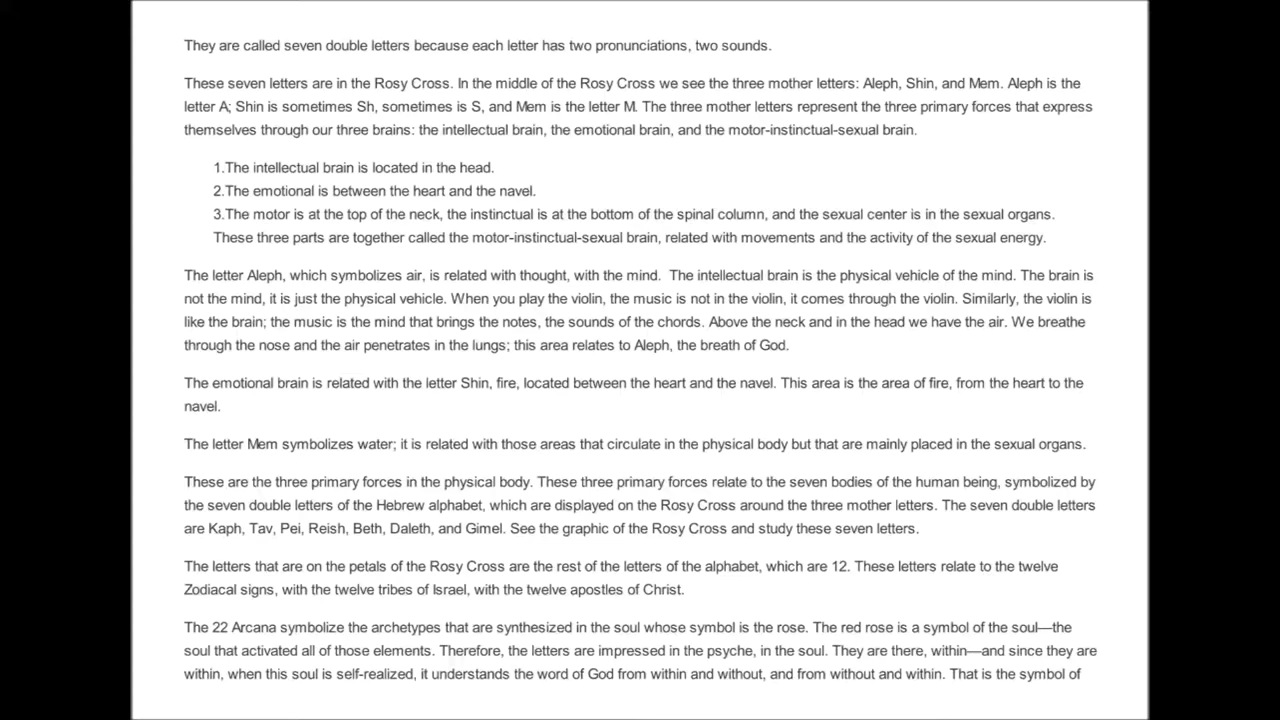 They are called seven double letters because each letter has two pronunciations, two sounds.
These seven letters are in the Rosy Cross. In the middle of the Rosy Cross we see the three mother letters: Aleph, Shin, and Mem. Aleph is the
letter A; Shin is sometimes Sh, sometimes is S, and Mem is the letter M. The three mother letters represent the three primary forces that express
themselves through our three brains: the intellectual brain, the emotional brain, and the motor-instinctual-sexual brain.
1.The intellectual brain is located in the head.
2.The emotional is between the heart and the navel.
3.The motor is at the top of the neck, the instinctual is at the bottom of the spinal column, and the sexual center is in the sexual organs.
These three parts are together called the motor-instinctual-sexual brain, related with movements and the activity of the sexual energy.
The letter Aleph, which symbolizes air, is related with thought, with the mind.  The intellectual brain is the physical vehicle of the mind. The brain is
not the mind, it is just the physical vehicle. When you play the violin, the music is not in the violin, it comes through the violin. Similarly, the violin is
like the brain; the music is the mind that brings the notes, the sounds of the chords. Above the neck and in the head we have the air. We breathe
through the nose and the air penetrates in the lungs; this area relates to Aleph, the breath of God.
The emotional brain is related with the letter Shin, fire, located between the heart and the navel. This area is the area of fire, from the heart to the
navel.
The letter Mem symbolizes water; it is related with those areas that circulate in the physical body but that are mainly placed in the sexual organs.
These are the three primary forces in the physical body. These three primary forces relate to the seven bodies of the human being, symbolized by
the seven double letters of the Hebrew alphabet, which are displayed on the Rosy Cross around the three mother letters. The seven double letters
are Kaph, Tav, Pei, Reish, Beth, Daleth, and Gimel. See the graphic of the Rosy Cross and study these seven letters.
The letters that are on the petals of the Rosy Cross are the rest of the letters of the alphabet, which are 12. These letters relate to the twelve
Zodiacal signs, with the twelve tribes of Israel, with the twelve apostles of Christ.
The 22 Arcana symbolize the archetypes that are synthesized in the soul whose symbol is the rose. The red rose is a symbol of the soul—the
soul that activated all of those elements. Therefore, the letters are impressed in the psyche, in the soul. They are there, within—and since they are
within, when this soul is self-realized, it understands the word of God from within and without, and from without and within. That is the symbol of